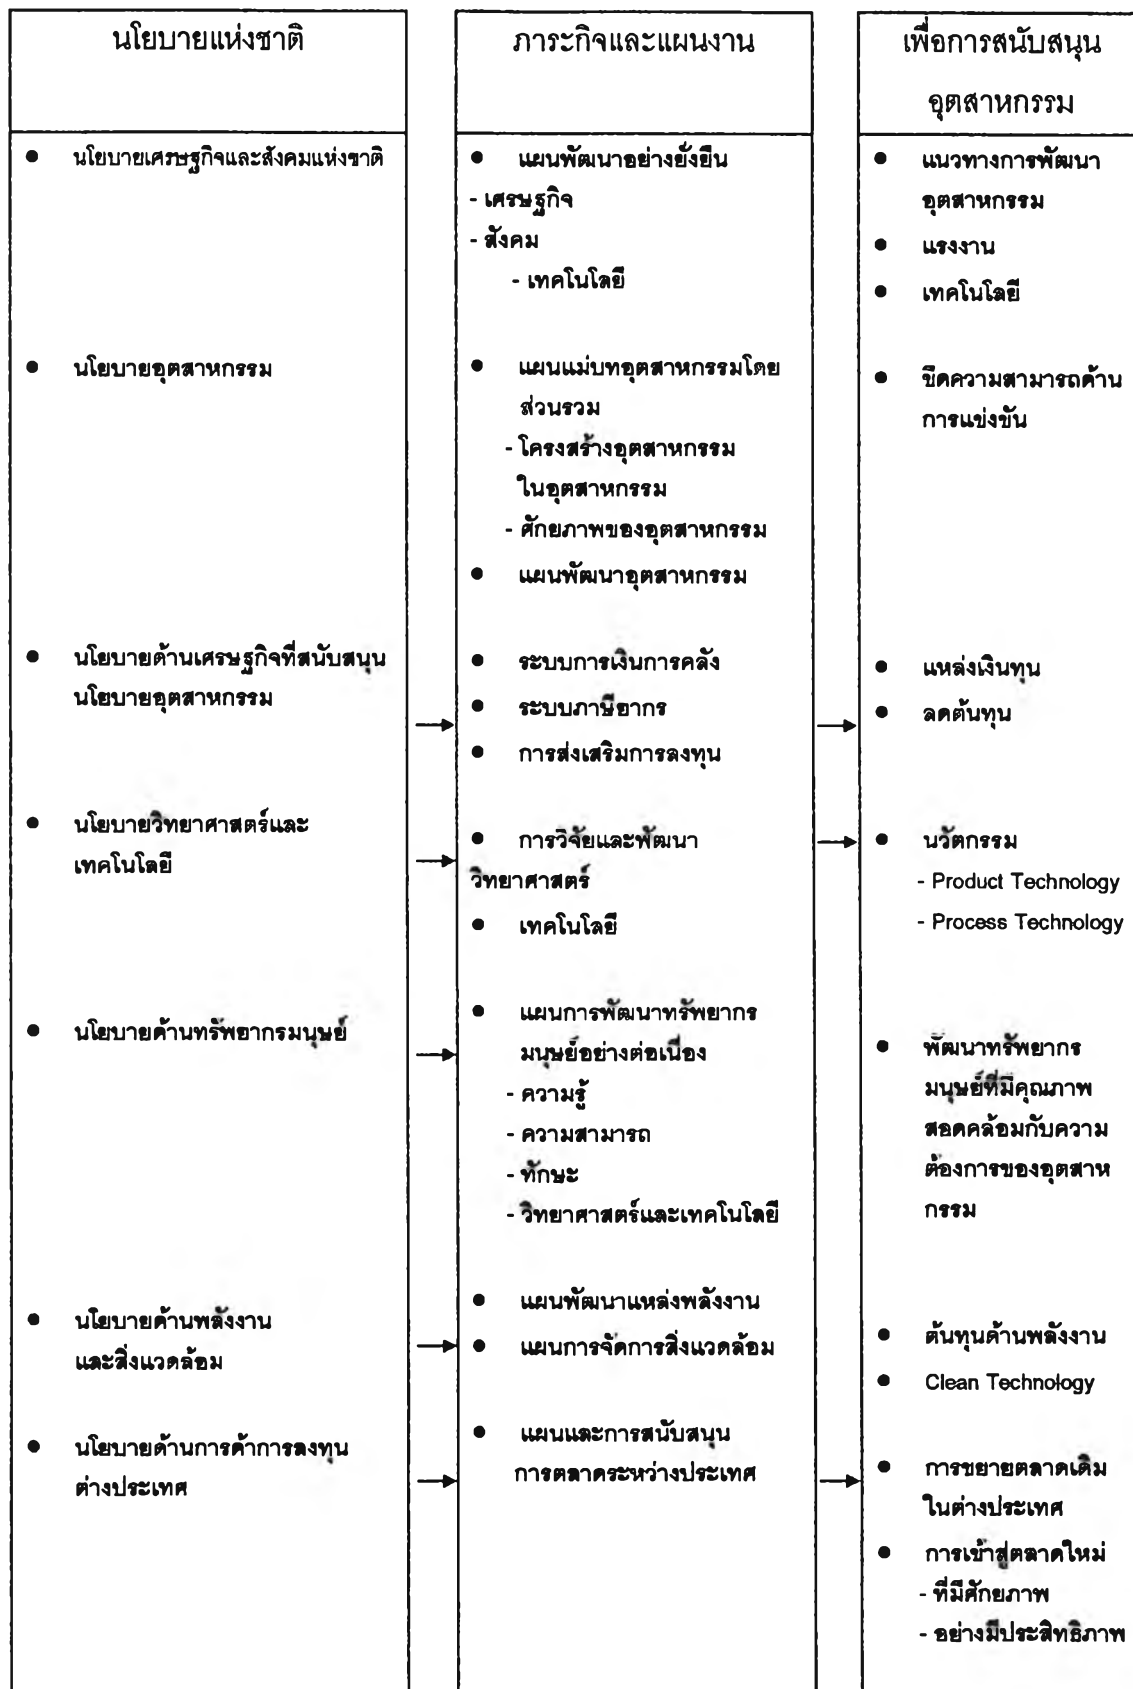 นโยบายแห่งชาติ
● นโยบายเศรษฐกิจและสังคมแห่งชาติ
● นโยบายอุตสาหกรรม
● นโยบายด้านเศรษฐกิจที่สนับสนุน
นโยบายอุตสาหกรรม
● นโยบายวิทยาศาสตร์และ
เทคโนโลยี
● นโยบายด้านทรัพยากรมนุษย์
● นโยบายด้านพลังงาน
และสิ่งแวดล้อม
● นโยบายด้านการค้าการลงทุน
ต่างประเทศ
ภาระกิจและแผนงาน
● แผนพัฒนาอย่างยั่งยืน
- เศรษฐกิจ
- สังคม
- เทคโนโลยี
● แผนแม่บทอุตสาหกรรมโดย
ส่วนรวม
- โครงสร้างอุตสาหกรรม
ในอุตสาหกรรม
- ศักยภาพของอุตสาหกรรม
● แผนพัฒนาอุตสาหกรรม
● ระบบการเงินการคลัง
● ระบบภาษีอากร
● การส่งเสริมการลงทุน
● การวิจัยและพัฒนา
วิทยาศาสตร์
● เทคโนโลยี
● แผนการพัฒนาทรัพยากร
มนุษย์อย่างต่อเนื่อง
- ความรู้
- ความสามารถ
- ทักษะ
- วิทยาศาสตร์และเทคโนโลยี
● แผนพัฒนาแหล่งพลังงาน
● แผนการจัดการสิ่งแวดล้อม
● แผนและการสนับสนุน
การตลาดระหว่างประเทศ
เพื่อการสนับสนุน
อุตสาหกรรม
● แนวทางการพัฒนา
อุตสาหกรรม
● แรงงาน
● เทคโนโลยี
● ขีดความสามารถด้าน
การแข่งขัน
● แหล่งเงินทุน
● ลดต้นทุน
● นวัตกรรม
- Product Technology
- Process Technology
● พัฒนาทรัพยากร
มนุษย์ที่มีคุณภาพ
สอดคล้อมกับความ
ต้องการของอุตสาห
กรรม
● ต้นทุนด้านพลังงาน
● Clean Technology
● การขยายตลาดเดิม
ในต่างประเทศ
● การเข้าสู่ตลาดใหม่
- ที่มีศักยภาพ
- อย่างมีประสิทธิภาพ